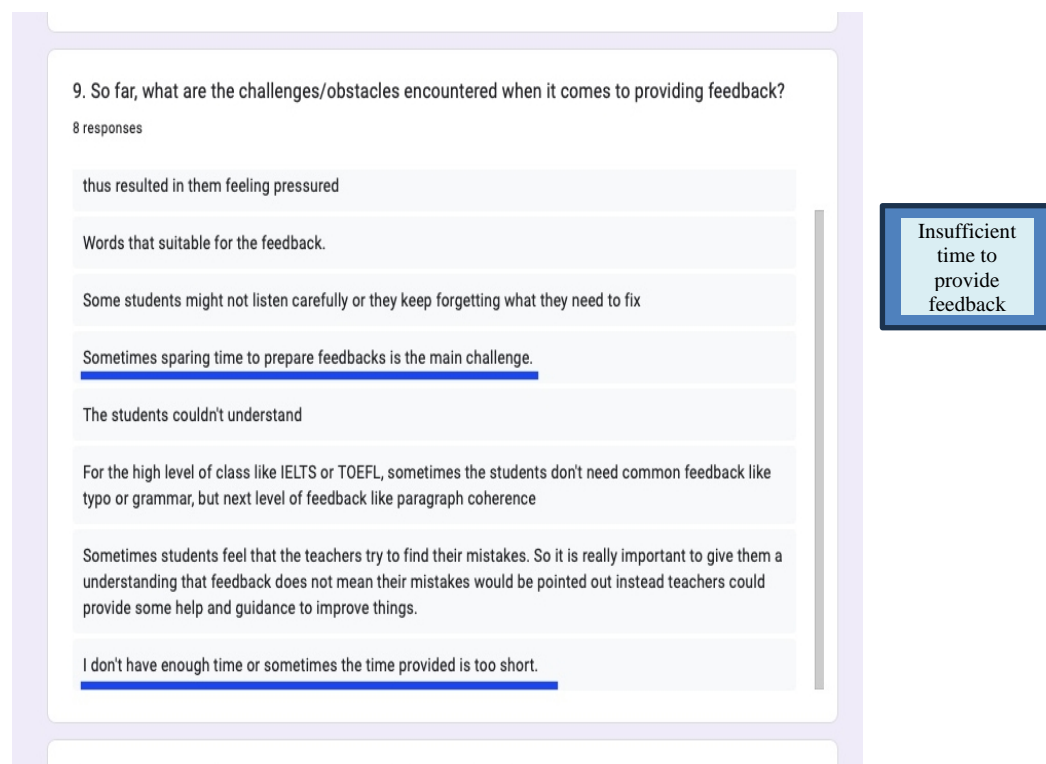 9. So far, what are the challenges/obstacles encountered when it comes to providing feedback?
8 responses
thus resulted in them feeling pressured
Words that suitable for the feedback.
Some students might not listen carefully or they keep forgetting what they need to fix
Sometimes sparing time to prepare feedbacks is the main challenge.
The students couldn't understand
For the high level of class like IELTS or TOEFL, sometimes the students don't need common feedback like
typo or grammar, but next level of feedback like paragraph coherence
Sometimes students feel that the teachers try to find their mistakes. So it is really important to give them a
understanding that feedback does not mean their mistakes would be pointed out instead teachers could
provide some help and guidance to improve things.
I don't have enough time or sometimes the time provided is too short.
Insufficient
time to
provide
feedback